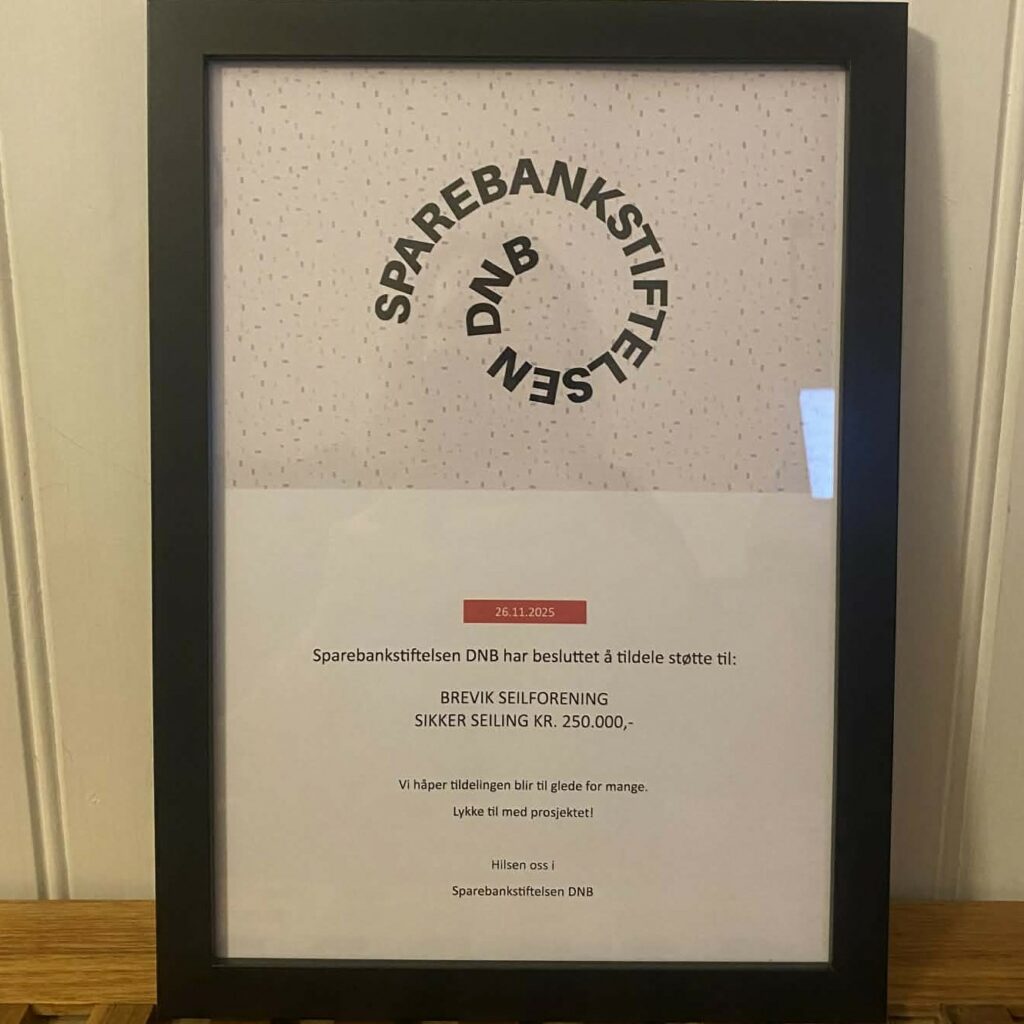 SPAREBANKSTIFTELSEN DNB
26.11.2025
Sparebankstiftelsen DNB har besluttet å tildele støtte til:
BREVIK SEILFORENING
SIKKER SEILING KR. 250.000,-
Vi håper tildelingen blir til glede for mange.
Lykke til med prosjektet!
Hilsen oss i
Sparebankstiftelsen DNB